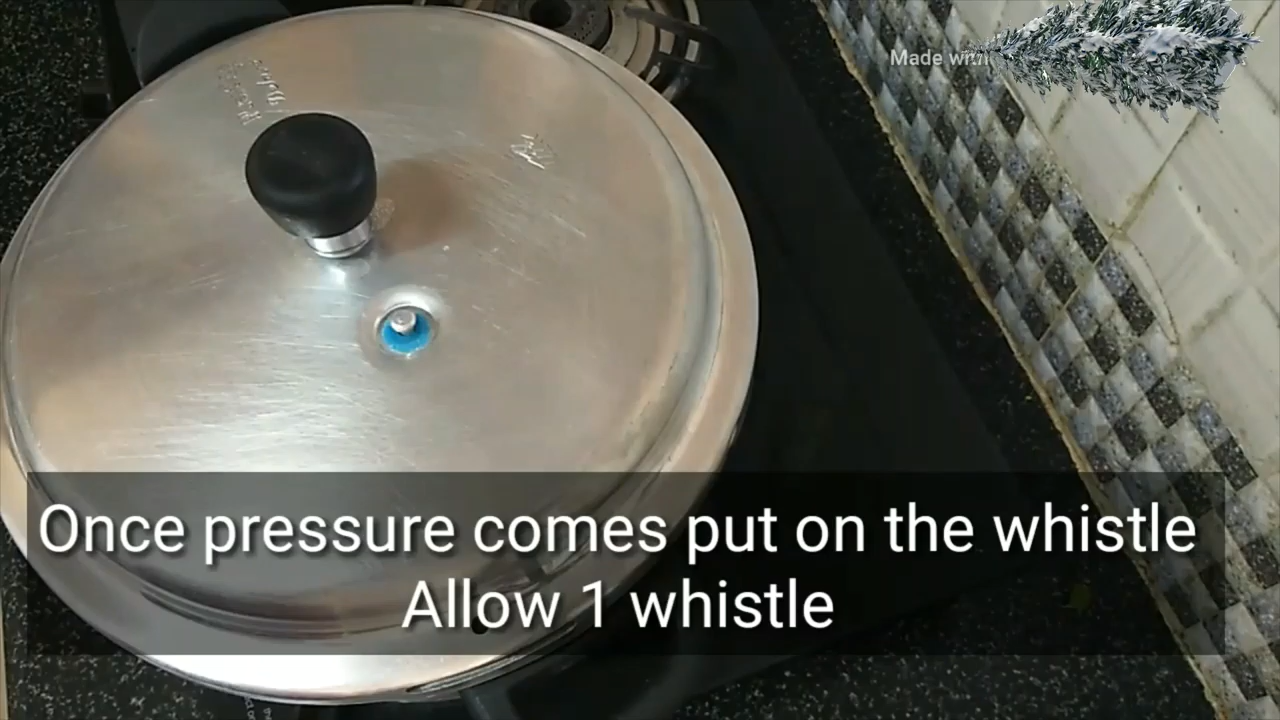 Made with
Once pressure comes put on the whistle
Allow 1 whistle